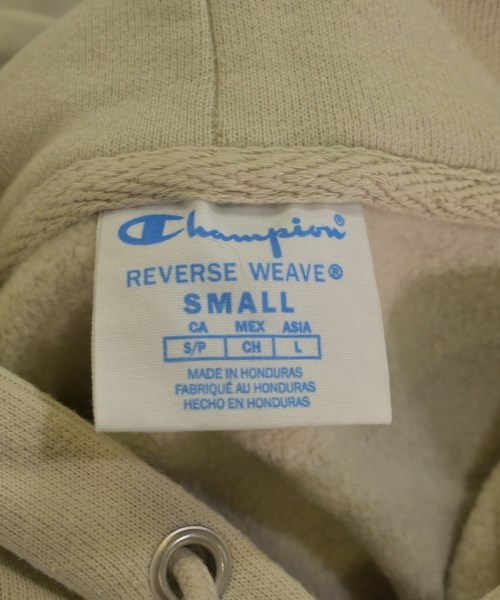 Champion®
REVERSE WEAVE®
SMALL
CA MEX ASIA
S/P CH L
MADE IN HONDURAS
FABRIQUÉ AU HONDURAS
HECHO EN HONDURAS